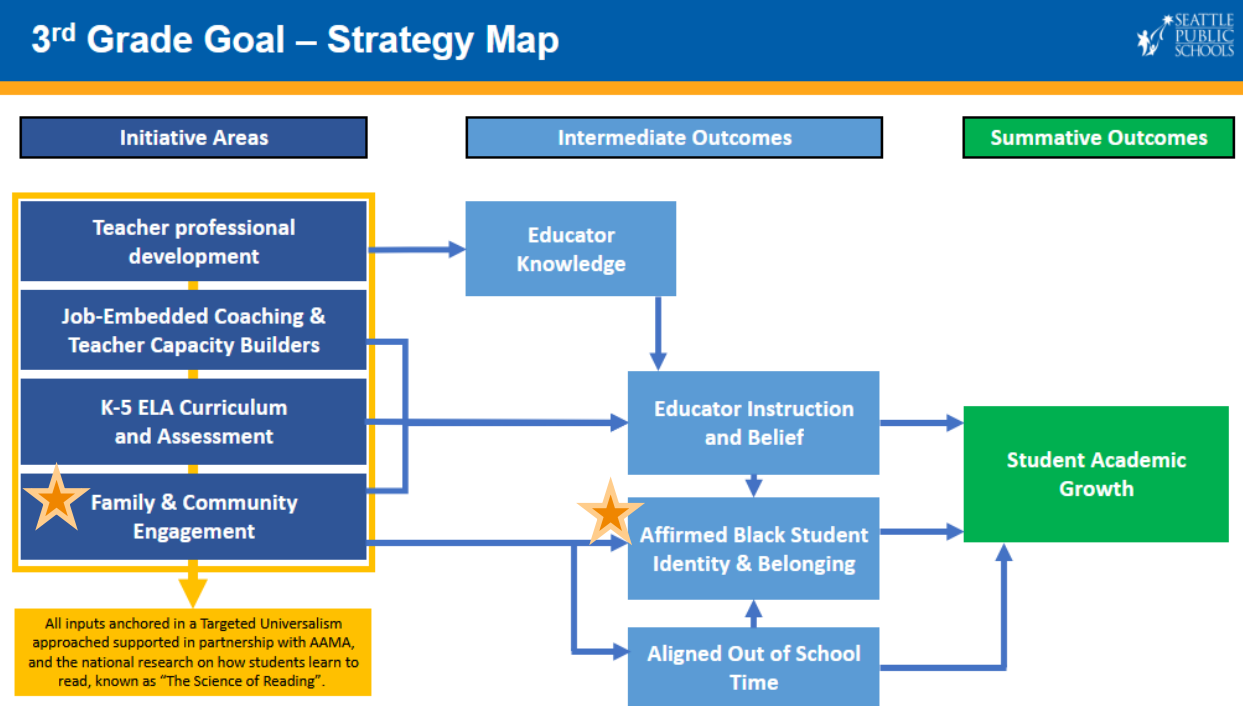 3rd Grade Goal – Strategy Map
SEATTLE
PUBLIC
SCHOOLS
Initiative Areas
Intermediate Outcomes
Summative Outcomes
Teacher professional
development
Educator
Knowledge
Job-Embedded Coaching &
Teacher Capacity Builders
K-5 ELA Curriculum
and Assessment
Educator Instruction
and Belief
Student Academic
Growth
Family & Community
Engagement
Affirmed Black Student
Identity & Belonging
All inputs anchored in a Targeted Universalism
approached supported in partnership with AAMA,
and the national research on how students learn to
read, known as “The Science of Reading”.
Aligned Out of School
Time